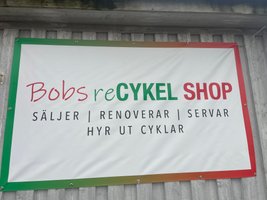 Bobs reCYKEL SHOP
SÄLJER | RENOVERAR | SERVAR
HYR UT CYKLAR